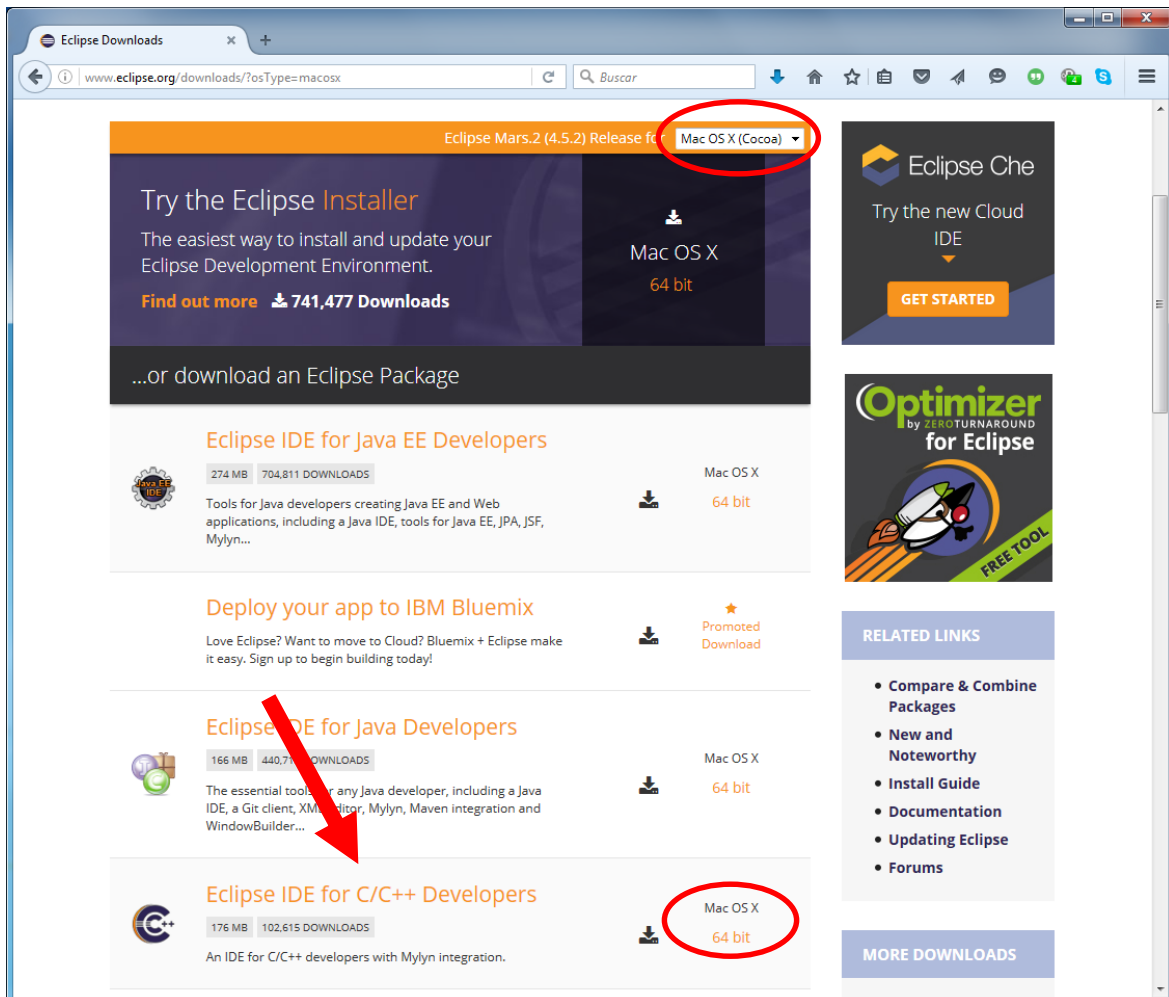 Eclipse Downloads
www.eclipse.org/downloads/?osType=macosx
Buscar
Eclipse Mars.2 (4.5.2) Release for
Mac OS X (Cocoa)
Try the Eclipse Installer
The easiest way to install and update your
Eclipse Development Environment.
Find out more 741,477 Downloads
Mac OS X
64 bit
...or download an Eclipse Package
Java EE
IDE
Eclipse IDE for Java EE Developers
274 MB 704,811 DOWNLOADS
Tools for Java developers creating Java EE and Web
applications, including a Java IDE, tools for Java EE, JPA, JSF,
Mylyn...
Mac OS X
64 bit
Deploy your app to IBM Bluemix
Love Eclipse? Want to move to Cloud? Bluemix + Eclipse make
it easy. Sign up to begin building today!
Promoted
Download
Eclipse IDE for Java Developers
166 MB DOWNLOADS
The essential tools for any Java developer, including a Java
IDE, a Git client, XML Editor, Mylyn, Maven integration and
WindowBuilder...
Mac OS X
64 bit
C++
Eclipse IDE for C/C++ Developers
176 MB 102,615 DOWNLOADS
An IDE for C/C++ developers with Mylyn integration.
Mac OS X
64 bit
Eclipse Che
Try the new Cloud
IDE
GET STARTED
Optimizer
by ZEROTURNAROUND
for Eclipse
FREE TOOL
RELATED LINKS
• Compare & Combine
Packages
• New and
Noteworthy
• Install Guide
• Documentation
• Updating Eclipse
• Forums
MORE DOWNLOADS